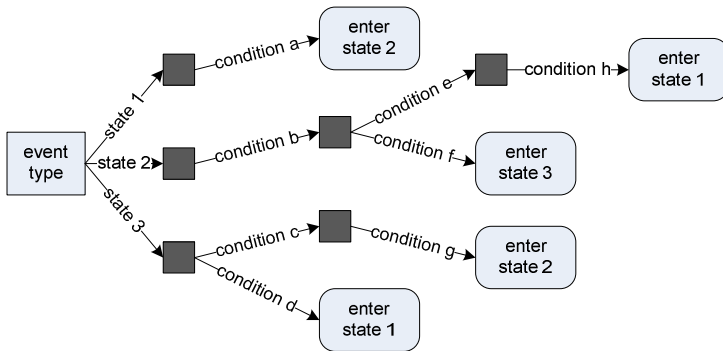 event
type
state 1
state 2
state 3
condition a
enter
state 2
condition b
condition e
condition h
enter
state 1
condition f
enter
state 3
condition c
condition g
enter
state 2
condition d
enter
state 1